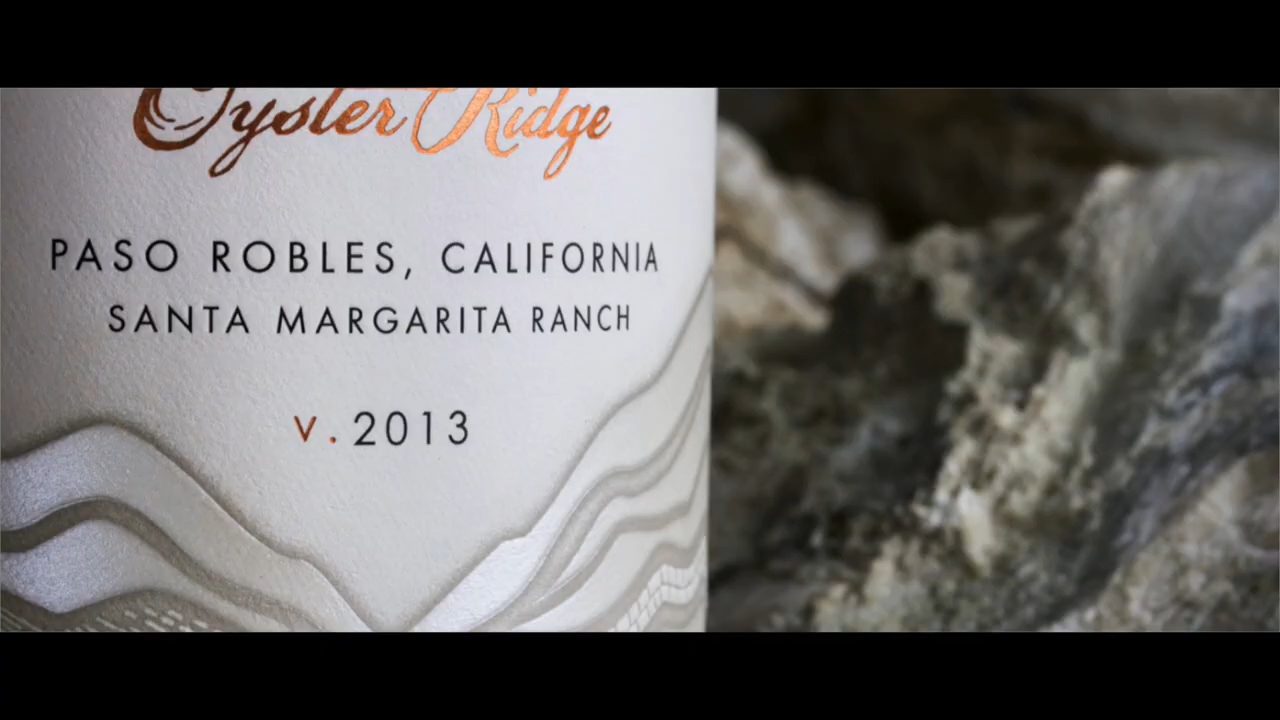 Oyster Ridge
PASO ROBLES, CALIFORNIA
SANTA MARGARITA RANCH
v. 2013